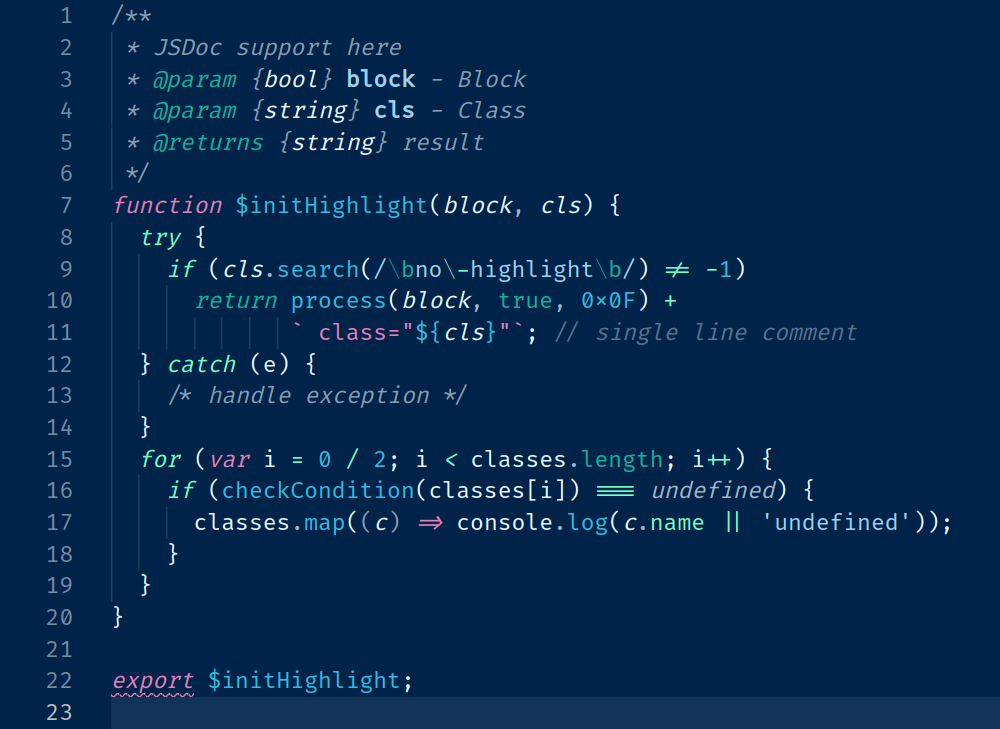 1 /**
2 * JSDoc support here
3 * @param {bool} block - Block
4 * @param {string} cls - Class
5 * @returns {string} result
6 */
7 function $initHighlight(block, cls) {
8 try {
9 if (cls.search(/\bno\-highlight\b/) != -1)
10 return process(block, true, 0x0F) +
11 ` class="${cls}"`; // single line comment
12 } catch (e) {
13 /* handle exception */
14 }
15 for (var i = 0 / 2; i < classes.length; i++) {
16 if (checkCondition(classes[i]) === undefined) {
17 classes.map((c) => console.log(c.name || 'undefined'));
18 }
19 }
20 }
21
22 export $initHighlight;
23